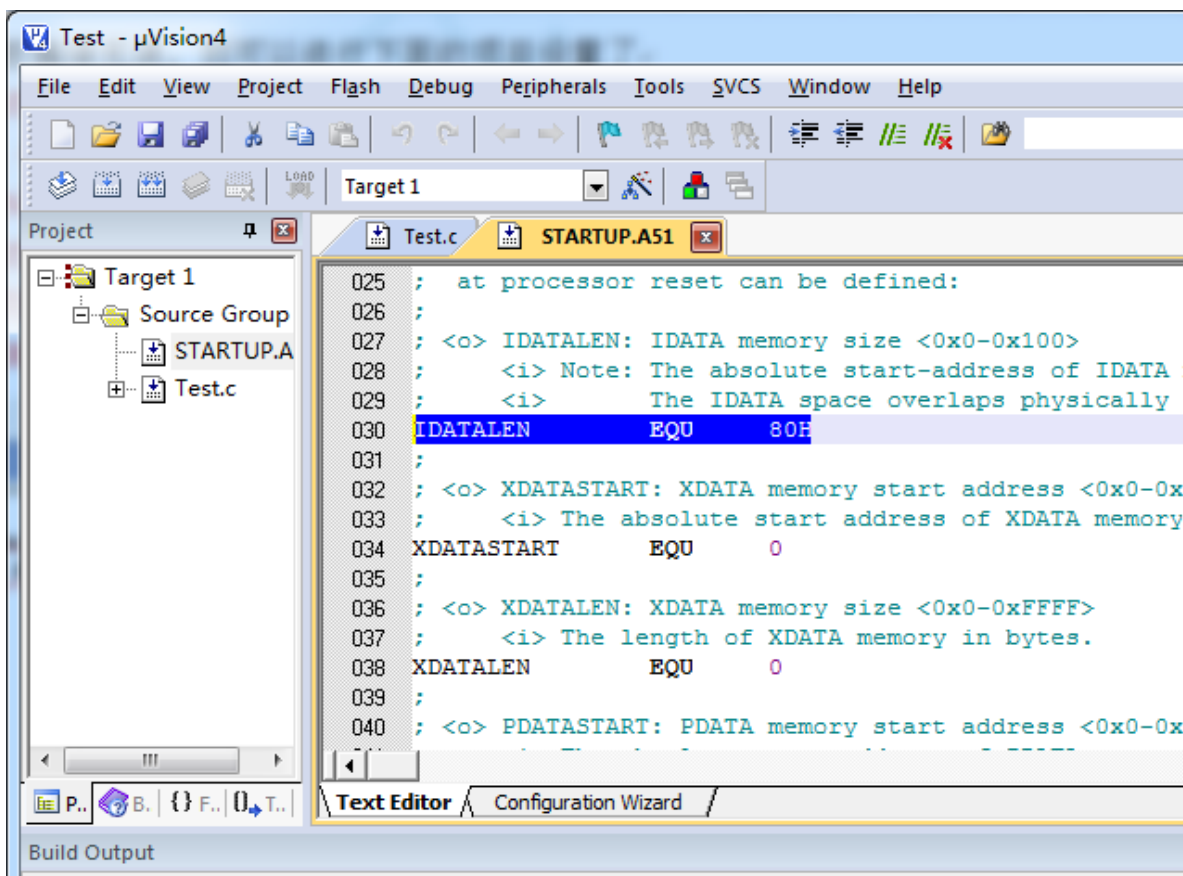 Test - µVision4
File Edit View Project Flash Debug Peripherals Tools SVCS Window Help
LOAD
Target 1
Project
Test.c
STARTUP.A51
Target 1
Source Group
STARTUP.A
Test.c
025 ;  at processor reset can be defined:
026 ;
027 ; <o> IDATALEN: IDATA memory size <0x0-0x100>
028 ;     <i> Note: The absolute start-address of IDATA
029 ;     <i>       The IDATA space overlaps physically
030 IDATALEN        EQU     80H
031 ;
032 ; <o> XDATASTART: XDATA memory start address <0x0-0x
033 ;     <i> The absolute start address of XDATA memory
034 XDATASTART      EQU     0
035 ;
036 ; <o> XDATALEN: XDATA memory size <0x0-0xFFFF>
037 ;     <i> The length of XDATA memory in bytes.
038 XDATALEN        EQU     0
039 ;
040 ; <o> PDATASTART: PDATA memory start address <0x0-0x
P.. B. {} F.. 0 T..
Text Editor Configuration Wizard
Build Output